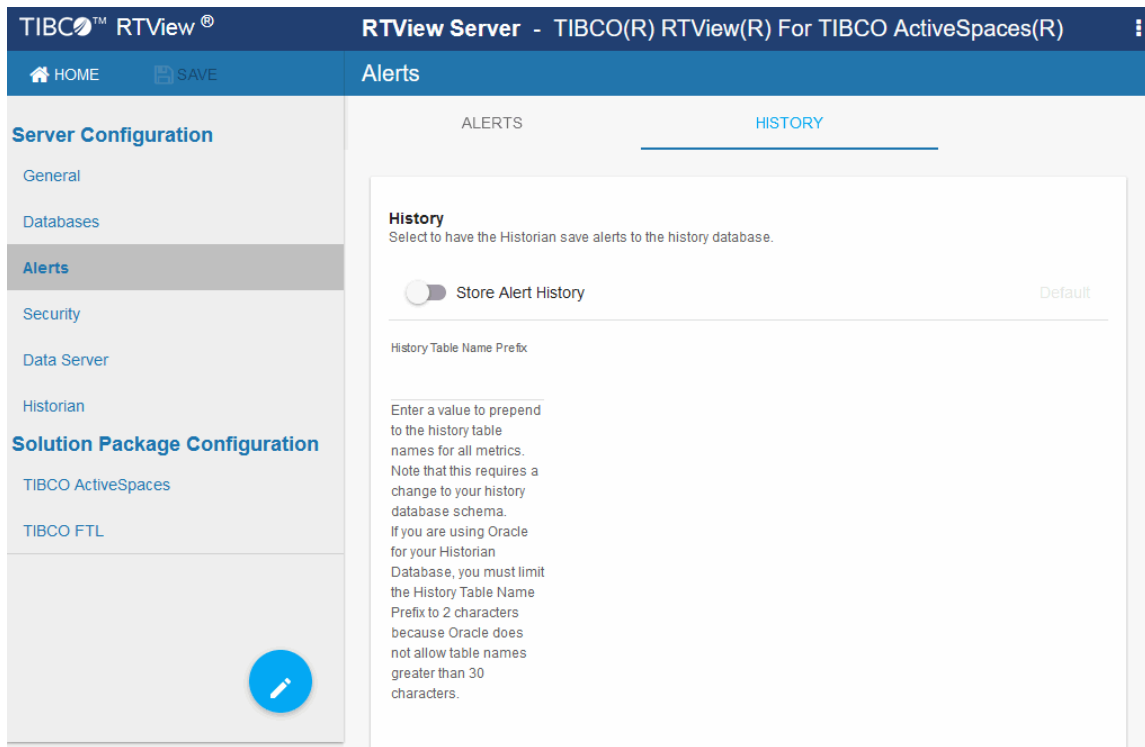 TIBCO™ RTView ®
RTView Server - TIBCO(R) RTView(R) For TIBCO ActiveSpaces(R)
HOME
SAVE
Alerts
Server Configuration
General
Databases
Alerts
Security
Data Server
Historian
Solution Package Configuration
TIBCO ActiveSpaces
TIBCO FTL
ALERTS
HISTORY
History
Select to have the Historian save alerts to the history database.
Store Alert History
Default
History Table Name Prefix
Enter a value to prepend
to the history table
names for all metrics.
Note that this requires a
change to your history
database schema.
If you are using Oracle
for your Historian
Database, you must limit
the History Table Name
Prefix to 2 characters
because Oracle does
not allow table names
greater than 30
characters.